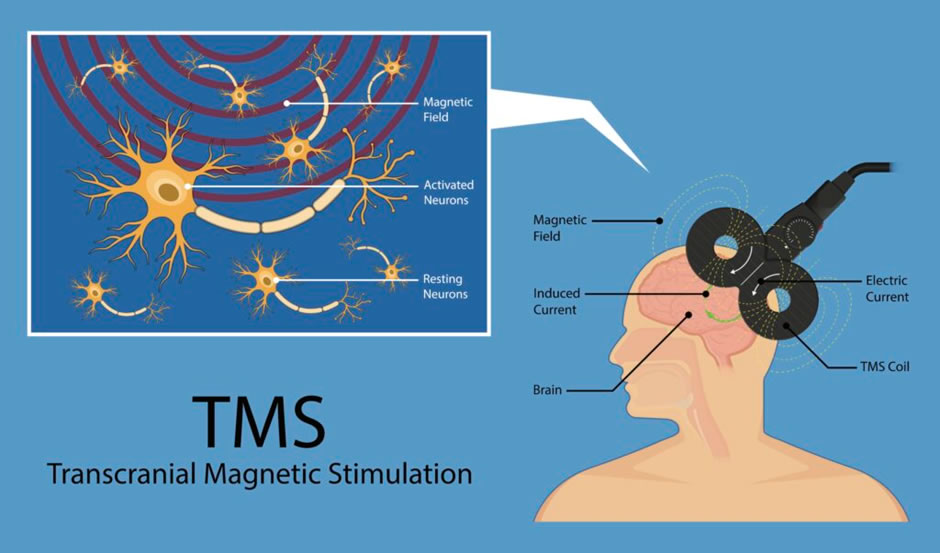 Magnetic
Field
Activated
Neurons
Resting
Neurons
TMS
Transcranial Magnetic Stimulation
Magnetic
Field
Induced
Current
Brain
Electric
Current
TMS Coil